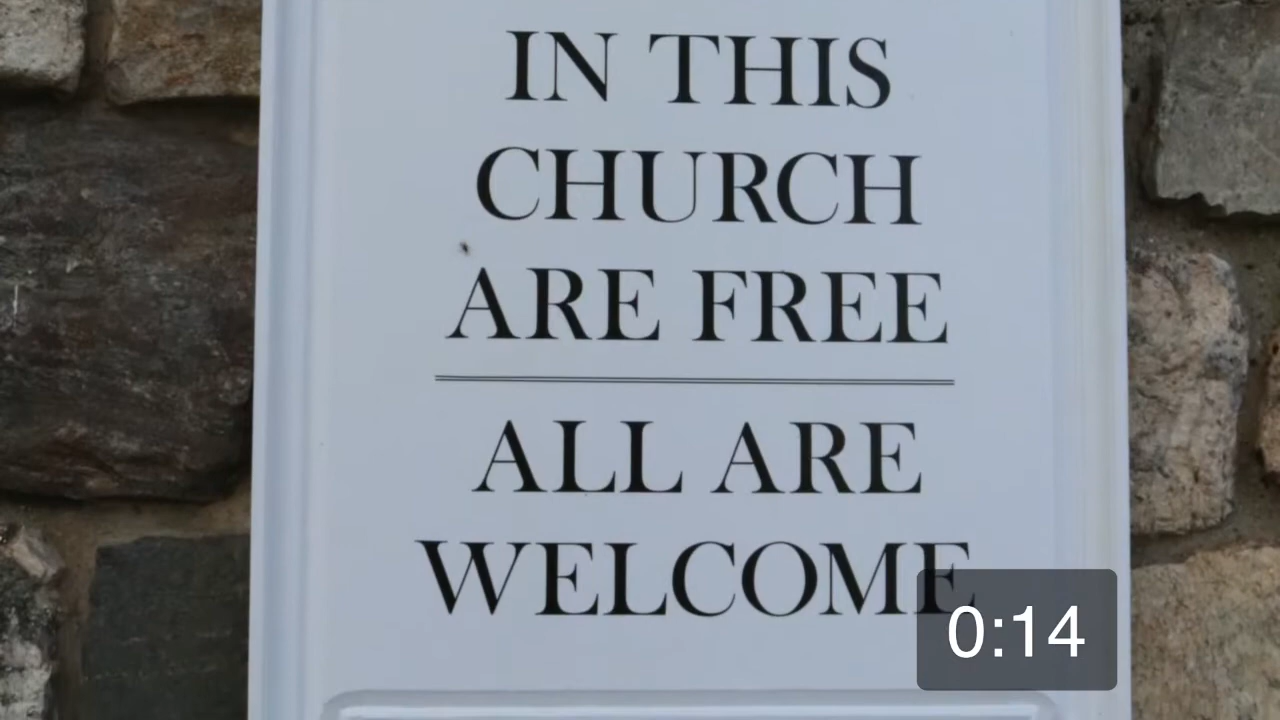 IN THIS
CHURCH
ARE FREE
ALL ARE
WELCOME
0:14